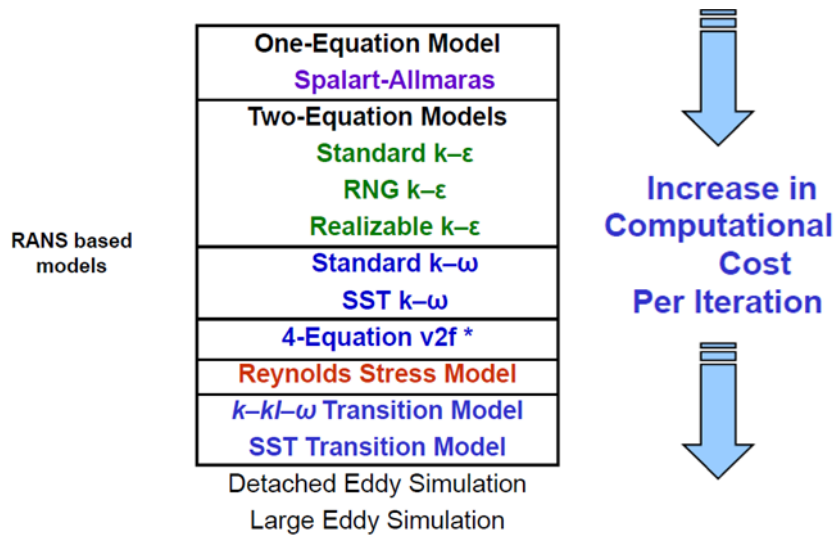 One-Equation Model
Spalart-Allmaras
Two-Equation Models
Standard k–ε
RNG k–ε
Realizable k–ε
Standard k–ω
SST k–ω
4-Equation v2f *
Reynolds Stress Model
k–kl–ω Transition Model
SST Transition Model
Detached Eddy Simulation
Large Eddy Simulation
RANS based
models
Increase in
Computational
Cost
Per Iteration